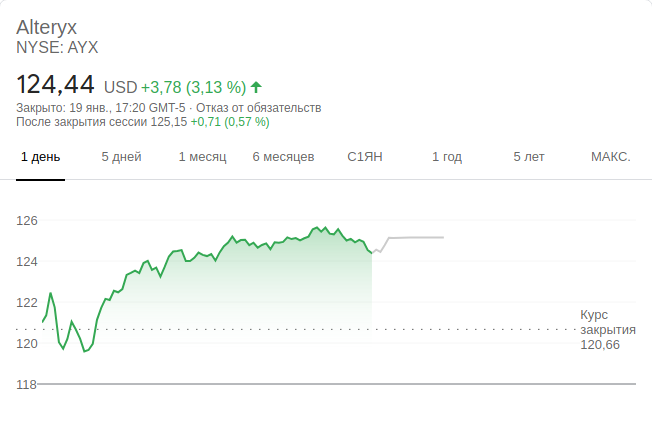 Alteryx
NYSE: AYX
124,44 USD +3,78 (3,13 %)
Закрыто: 19 янв., 17:20 GMT-5 · Отказ от обязательств
После закрытия сессии 125,15 +0,71 (0,57 %)
1 день 5 дней 1 месяц 6 месяцев С1ЯН 1 год 5 лет МАКС.
126
124
122
Курс
закрытия
120,66
120
118